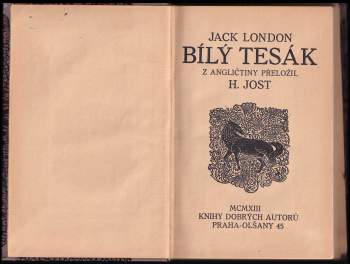 JACK LONDON
BÍLÝ TESÁK
Z ANGLIČTINY PŘELOŽIL
H. JOST
MCMXIII
KNIHY DOBRÝCH AUTORŮ
PRAHA-OLŠANY 45